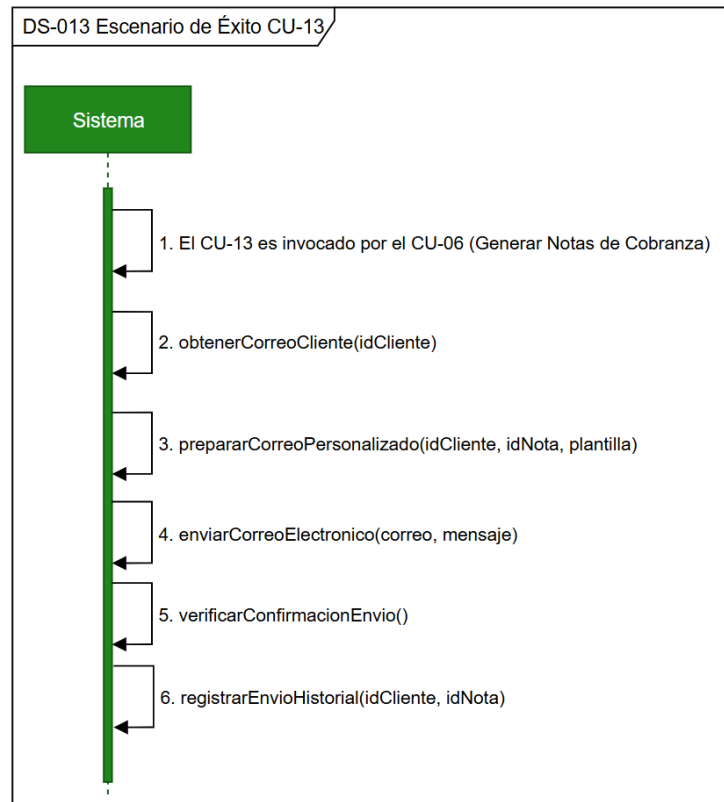 DS-013 Escenario de Éxito CU-13
Sistema
1. El CU-13 es invocado por el CU-06 (Generar Notas de Cobranza)
2. obtenerCorreoCliente(idCliente)
3. prepararCorreoPersonalizado(idCliente, idNota, plantilla)
4. enviarCorreoElectronico(correo, mensaje)
5. verificarConfirmacionEnvio()
6. registrarEnvioHistorial(idCliente, idNota)